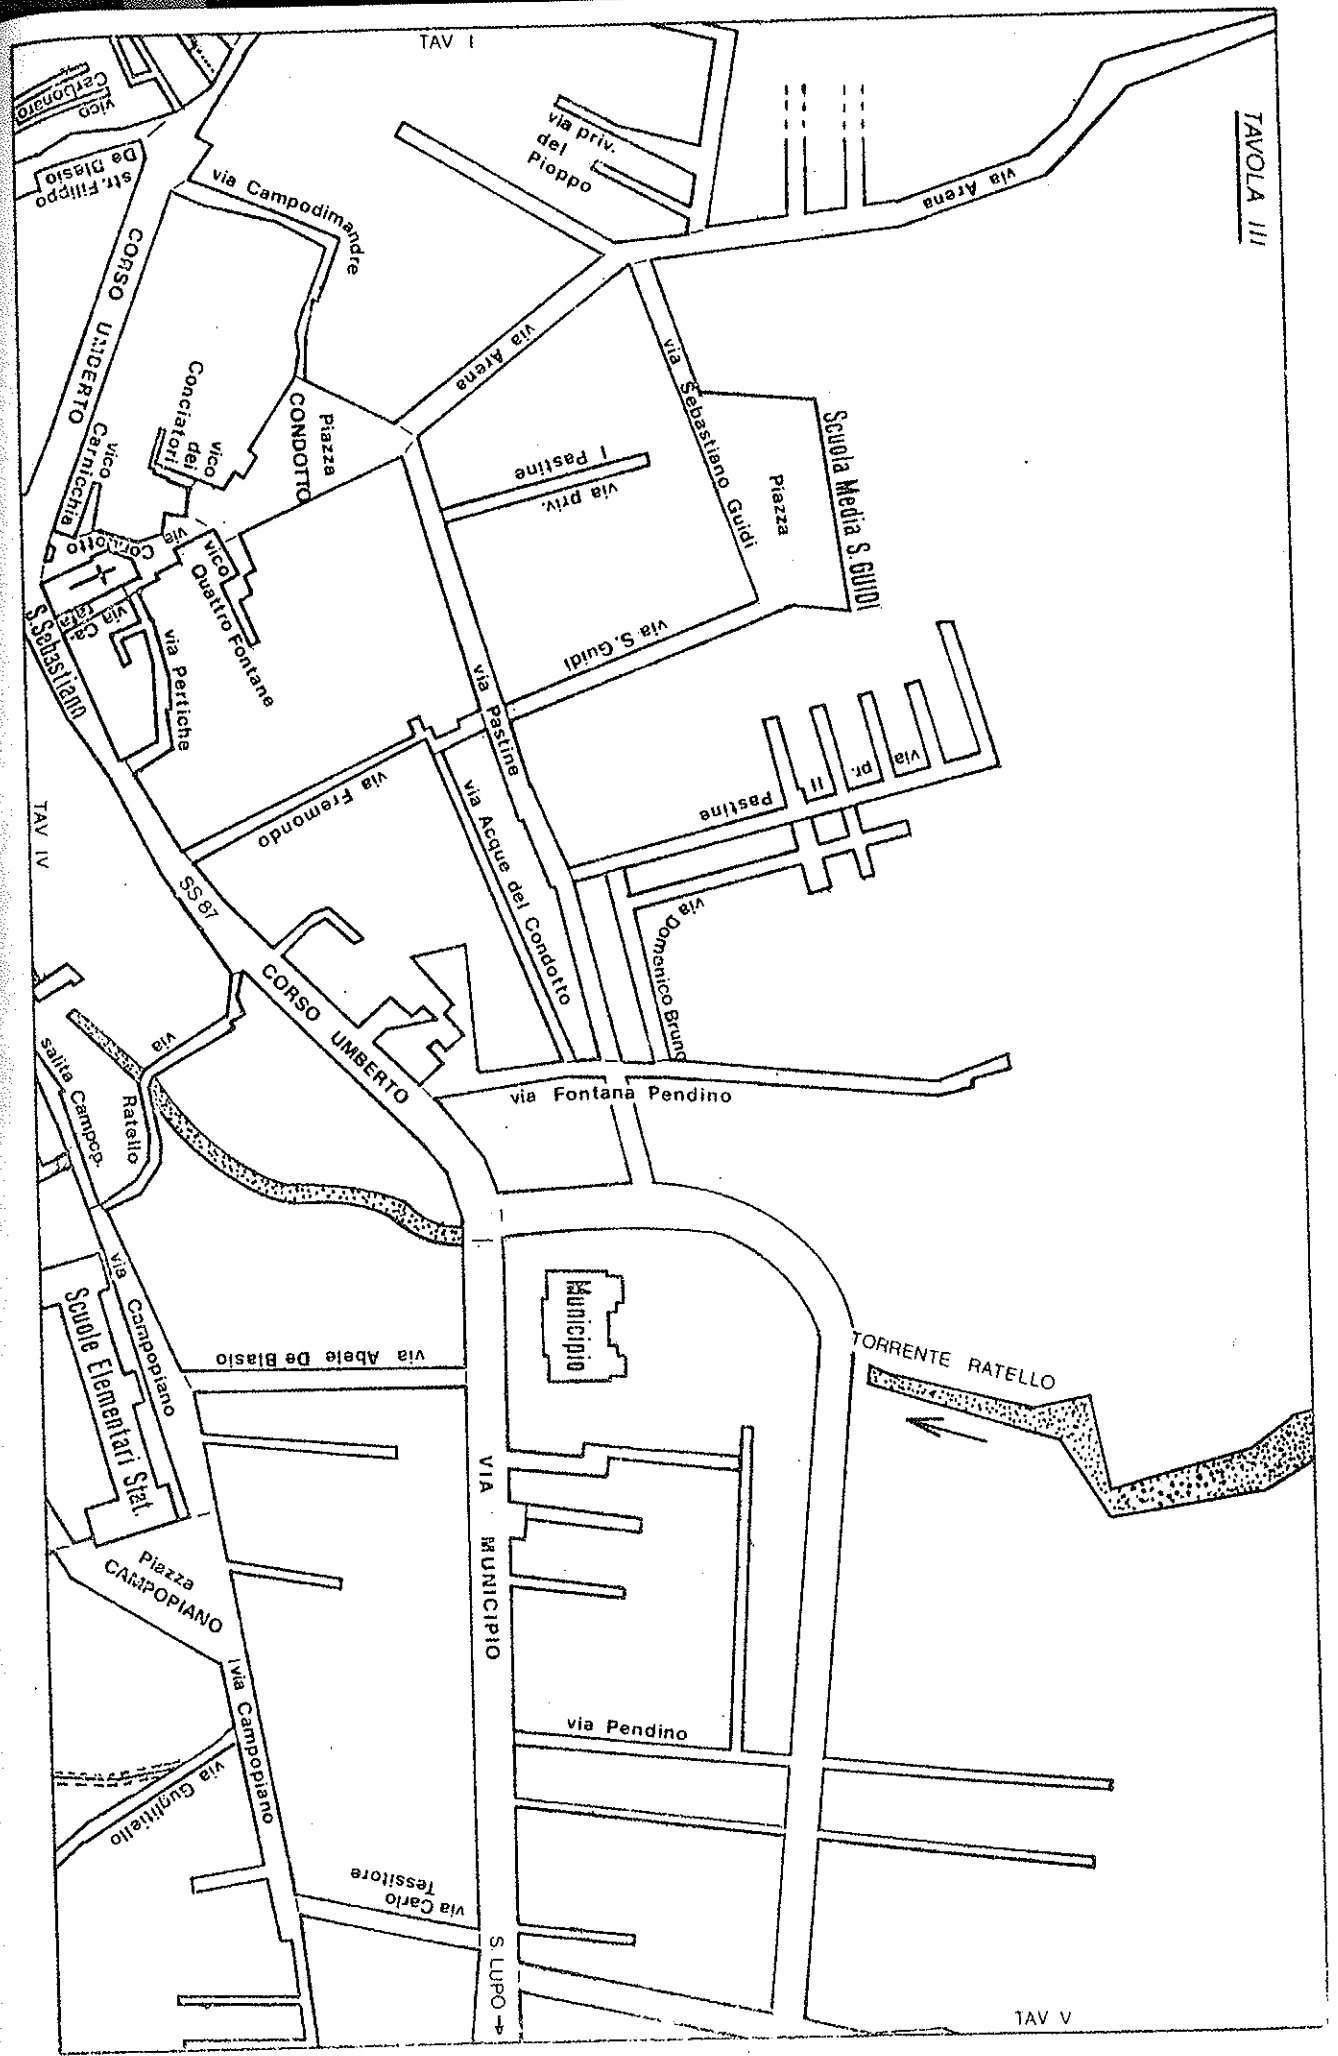 TAV I
TAVOLA III
vico
Carbonaro
str. Filippo
De Blasio
via Campodimandre
via priv.
del
Pioppo
via Arena
CORSO UMBERTO
via Arena
via Sebastiano Guidi
Scuola Media S. GUIDI
Piazza
Piazza
CONDOTTO
vico
dei
Conciatori
vico
Carnicchia
via priv.
I Pastine
via
Condotto
vico
Quattro Fontane
via Ca-
rafa
via Pertiche
S. Sebastiano
via S. Guidi
via Pastine
via Fremondo
via Acque del Condotto
via pr. II Pastine
via Domenico Bruno
TAV IV
SS 87
CORSO UMBERTO
via Fontana Pendino
via Ratello
salita Campop.
via Campopiano
Scuole Elementari Stat.
via Abele De Blasio
Municipio
TORRENTE RATELLO
VIA MUNICIPIO
Piazza
CAMPOPIANO
via Campopiano
via Pendino
via Guglitiello
via Carlo
Tessitore
S. LUPO →
TAV V